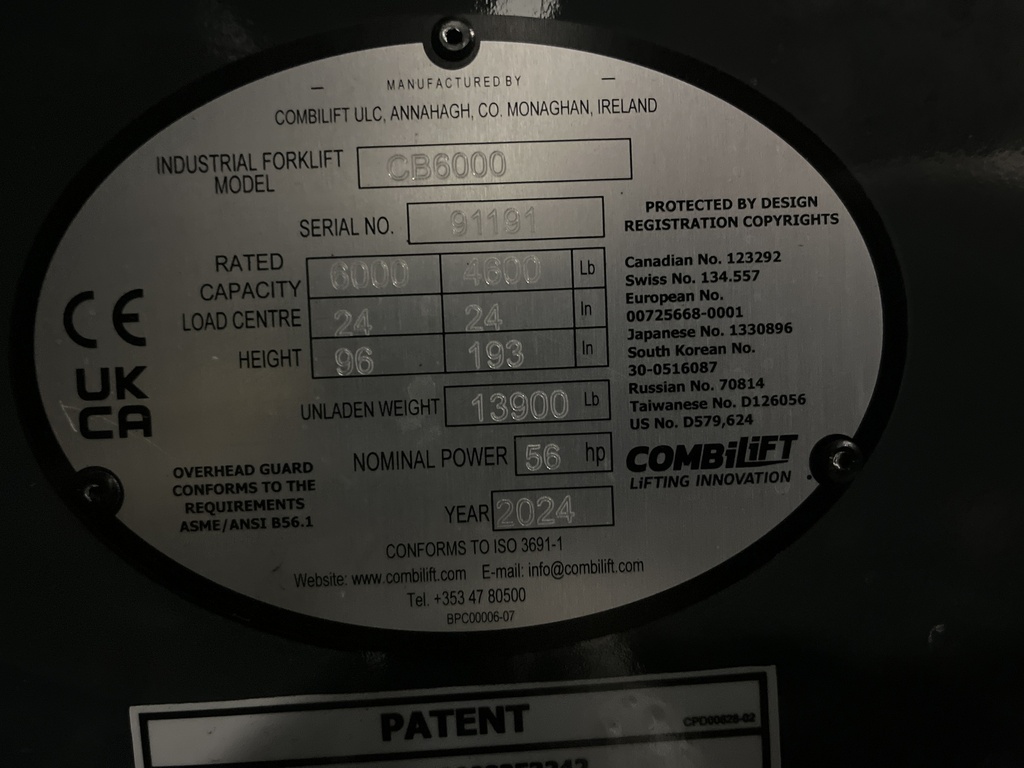 MANUFACTURED BY
COMBILIFT ULC, ANNAHAGH, CO. MONAGHAN, IRELAND
INDUSTRIAL FORKLIFT MODEL CB6000
SERIAL NO. 91191
RATED CAPACITY 6000 4600 Lb
LOAD CENTRE 24 24 In
HEIGHT 96 193 In
UNLADEN WEIGHT 13900 Lb
NOMINAL POWER 56 hp
YEAR 2024
CE
UK
CA
OVERHEAD GUARD
CONFORMS TO THE
REQUIREMENTS
ASME/ANSI B56.1
PROTECTED BY DESIGN
REGISTRATION COPYRIGHTS
Canadian No. 123292
Swiss No. 134.557
European No.
00725668-0001
Japanese No. 1330896
South Korean No.
30-0516087
Russian No. 70814
Taiwanese No. D126056
US No. D579,624
COMBiLiFT
LiFTING INNOVATION
CONFORMS TO ISO 3691-1
Website: www.combilift.com E-mail: info@combilift.com
Tel. +353 47 80500
BPC00006-07
PATENT